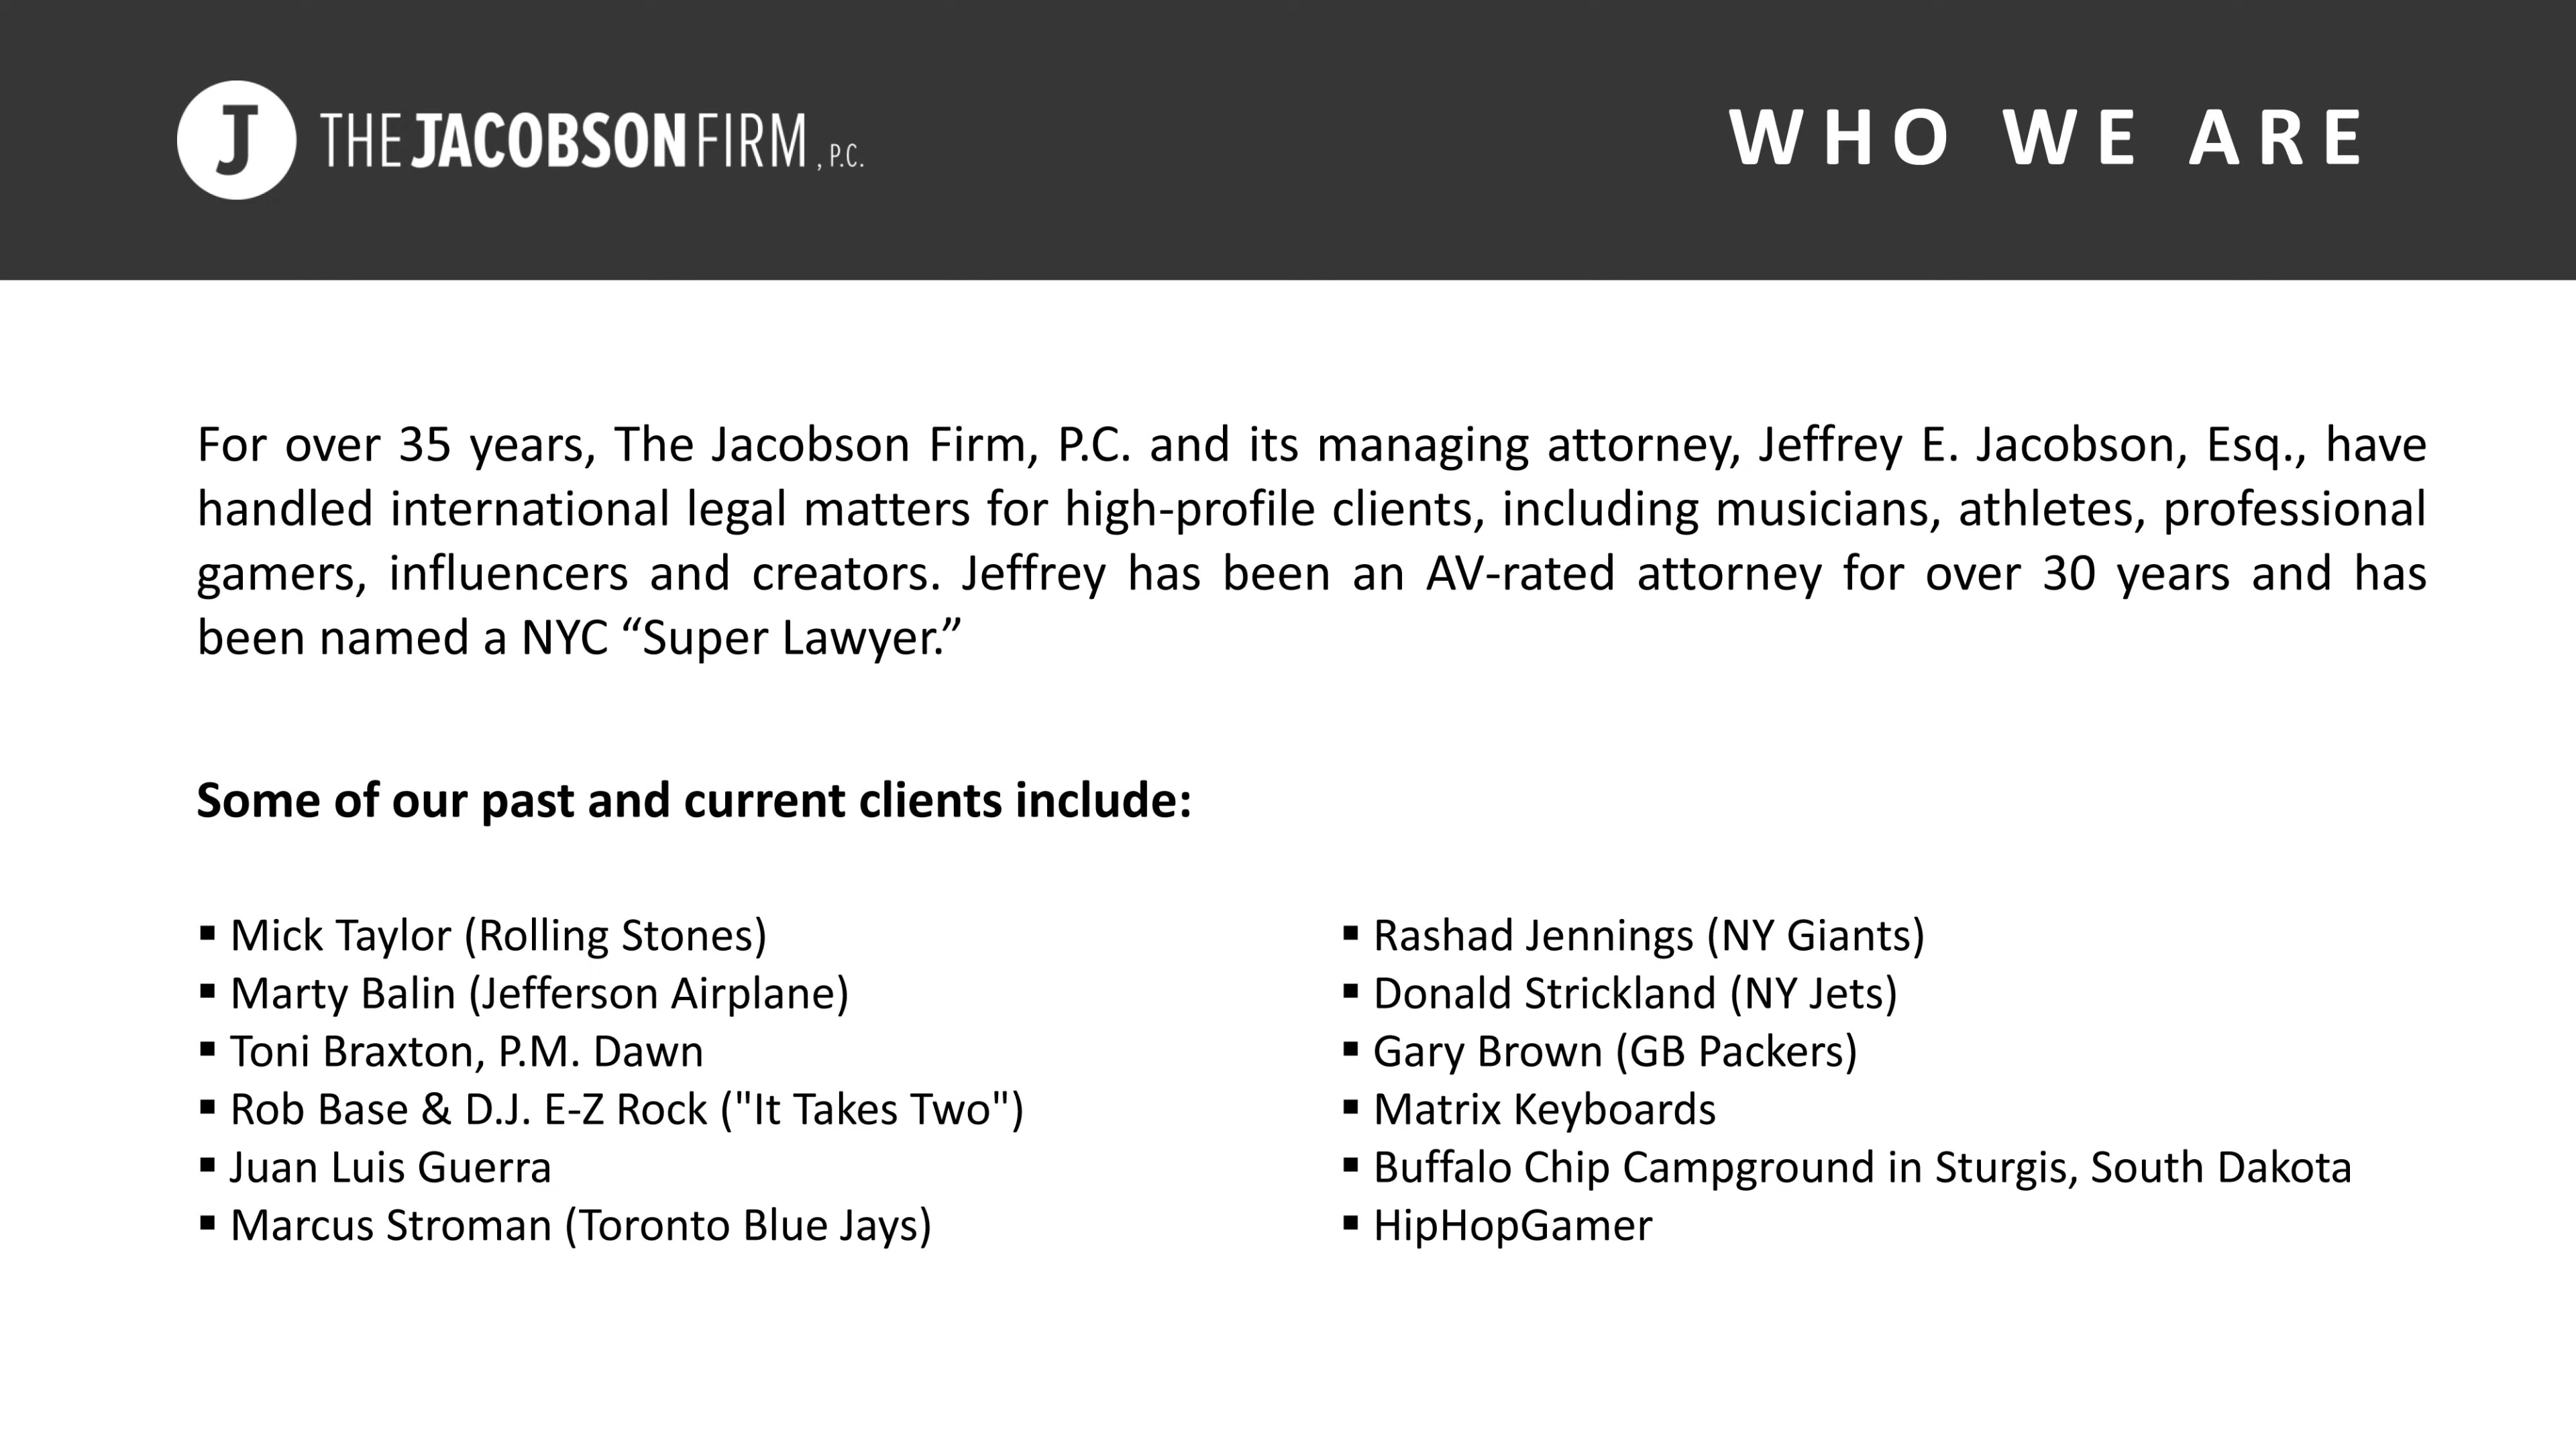 J THE JACOBSON FIRM, P.C.
WHO WE ARE
For over 35 years, The Jacobson Firm, P.C. and its managing attorney, Jeffrey E. Jacobson, Esq., have
handled international legal matters for high-profile clients, including musicians, athletes, professional
gamers, influencers and creators. Jeffrey has been an AV-rated attorney for over 30 years and has
been named a NYC “Super Lawyer.”
Some of our past and current clients include:
▪ Mick Taylor (Rolling Stones)
▪ Marty Balin (Jefferson Airplane)
▪ Toni Braxton, P.M. Dawn
▪ Rob Base & D.J. E-Z Rock ("It Takes Two")
▪ Juan Luis Guerra
▪ Marcus Stroman (Toronto Blue Jays)
▪ Rashad Jennings (NY Giants)
▪ Donald Strickland (NY Jets)
▪ Gary Brown (GB Packers)
▪ Matrix Keyboards
▪ Buffalo Chip Campground in Sturgis, South Dakota
▪ HipHopGamer